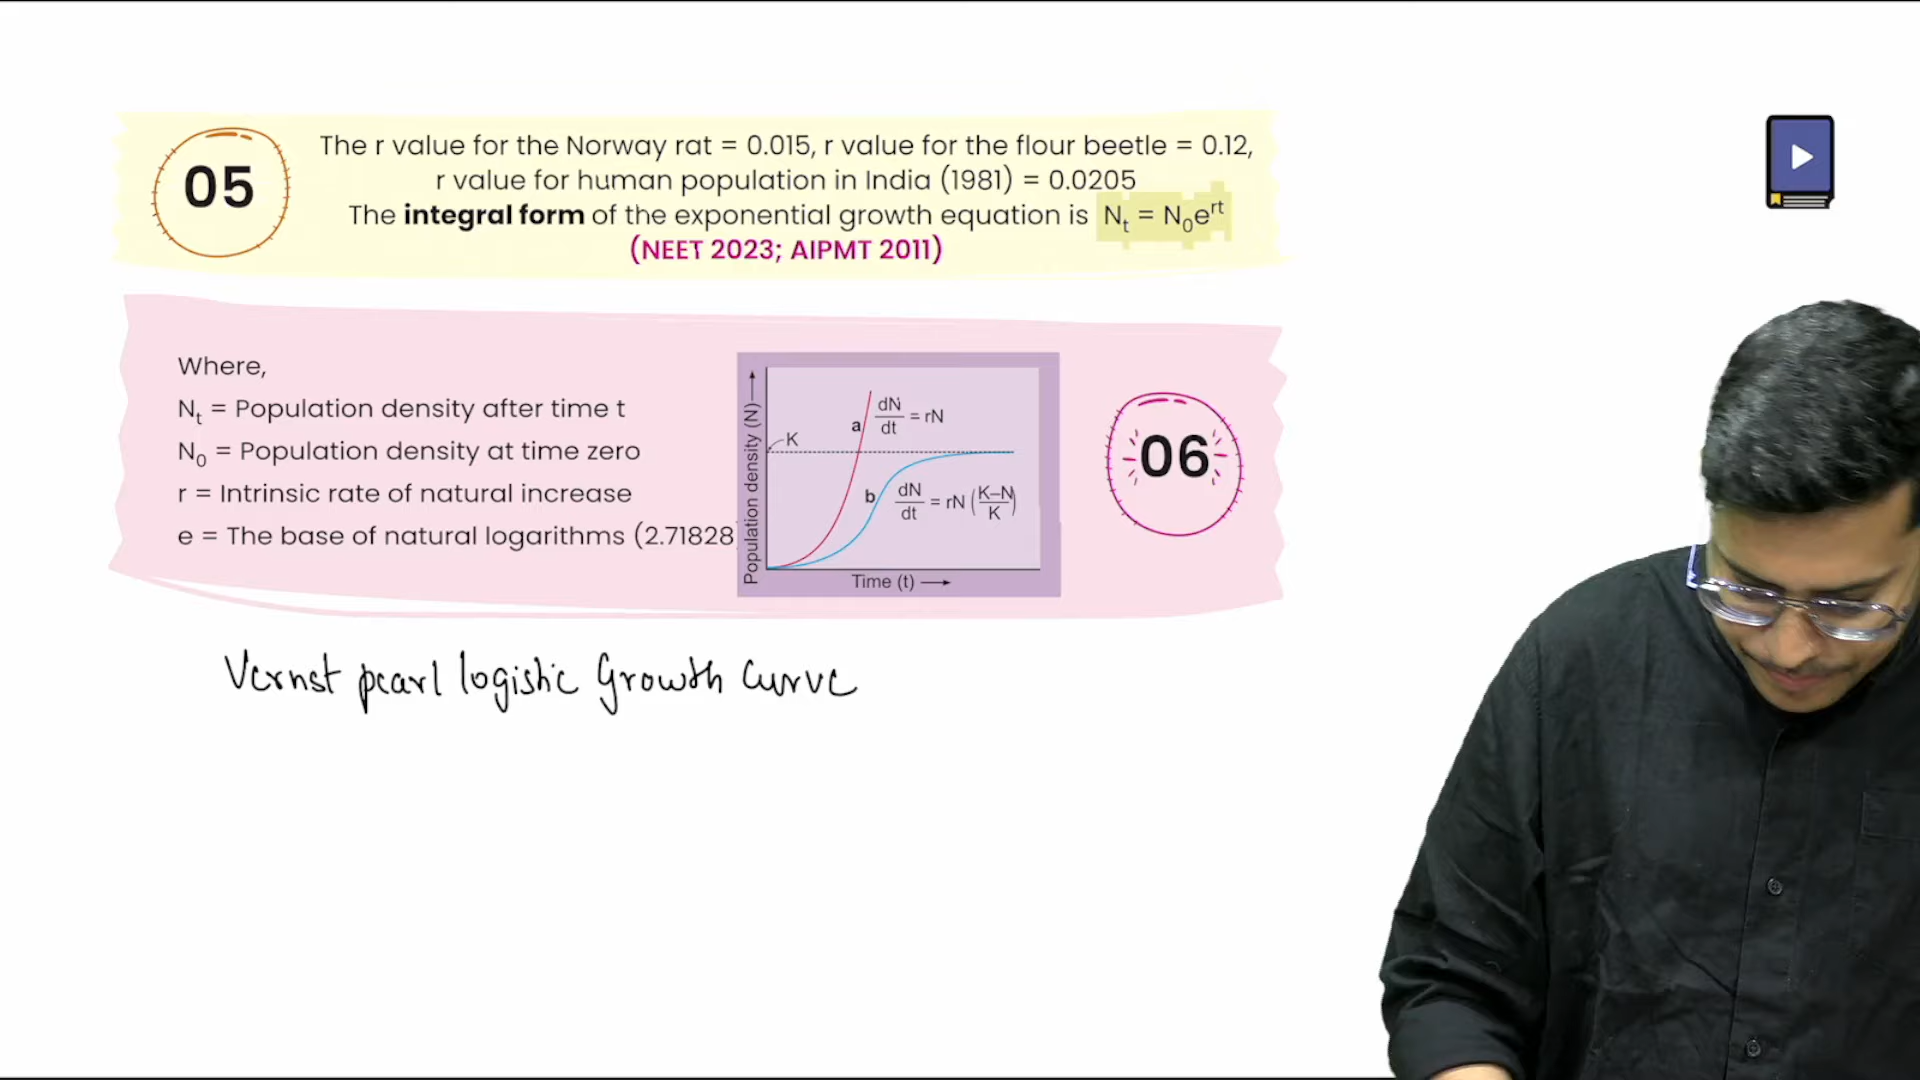 05
The r value for the Norway rat = 0.015, r value for the flour beetle = 0.12,
r value for human population in India (1981) = 0.0205
The integral form of the exponential growth equation is Nₜ = N₀eʳᵗ
(NEET 2023; AIPMT 2011)
Where,
Nₜ = Population density after time t
N₀ = Population density at time zero
r = Intrinsic rate of natural increase
e = The base of natural logarithms (2.71828
Population density (N)
K
a
dN/dt = rN
b
dN/dt = rN (K–N/K)
Time (t)
06
Vernst pearl logistic Growth Curve